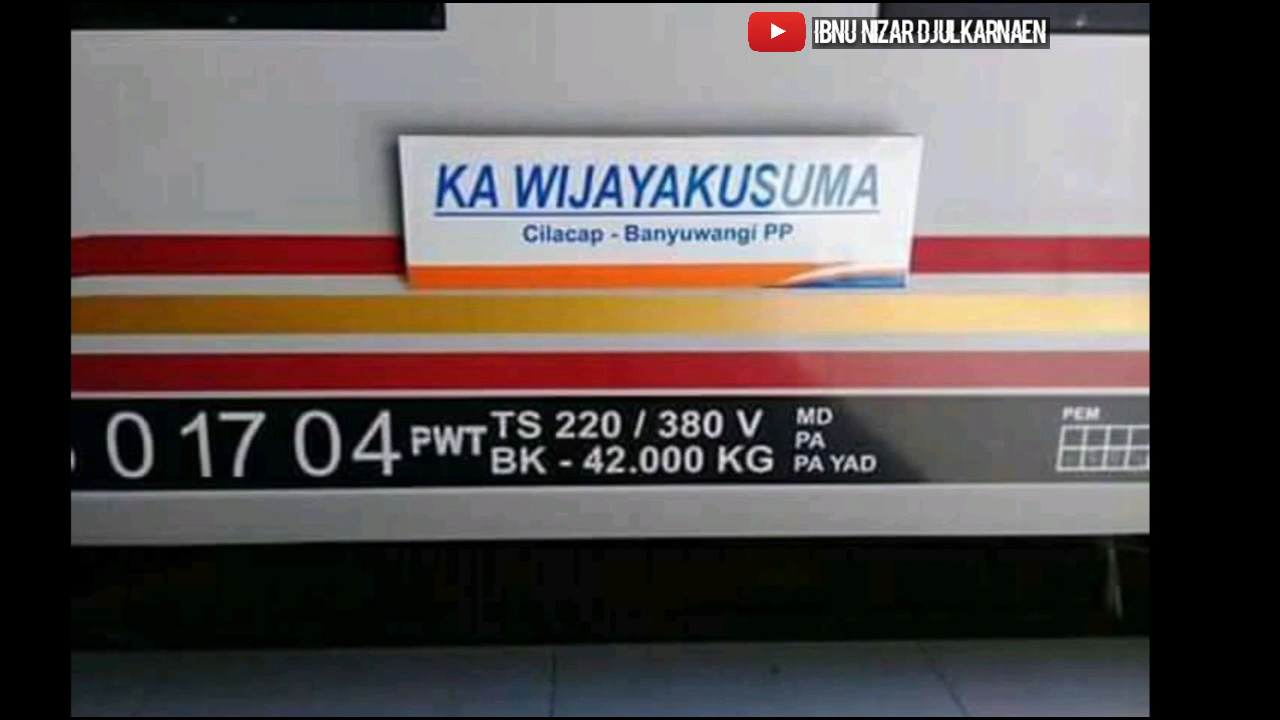 IBNU NIZAR DJULKARNAEN
KA WIJAYAKUSUMA
Cilacap - Banyuwangi PP
0 17 04 PWT
TS 220 / 380 V
BK - 42.000 KG
MD
PA
PA YAD
PEM